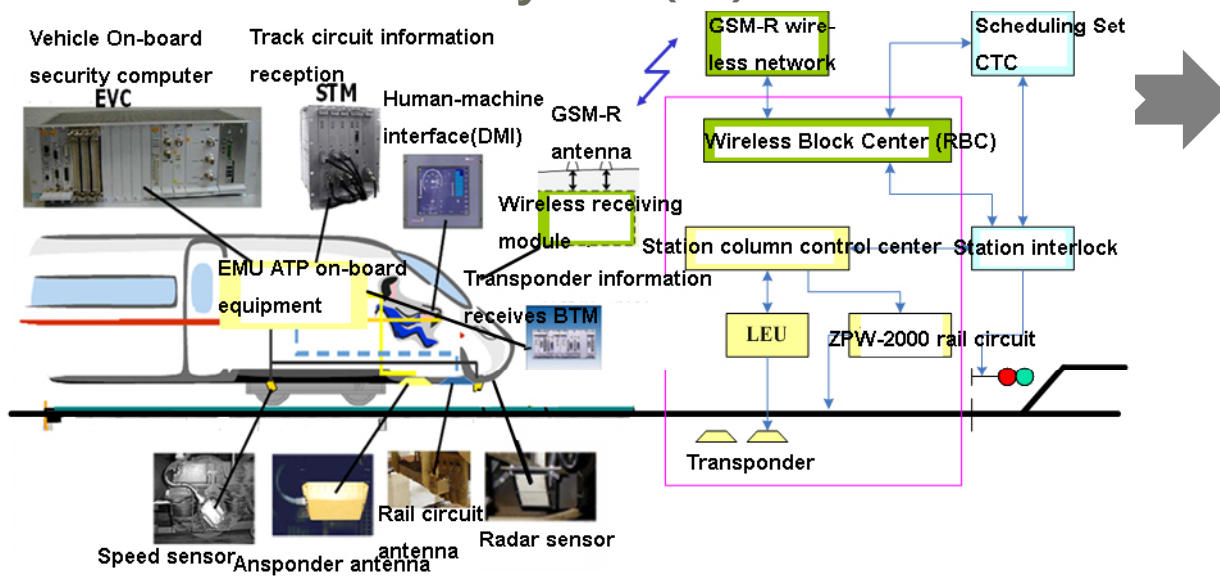 Vehicle On-board
security computer
EVC
Track circuit information
reception
STM
Human-machine
interface(DMI)
GSM-R
antenna
Wireless receiving
module
Transponder information
receives BTM
EMU ATP on-board
equipment
GSM-R wire-
less network
Scheduling Set
CTC
Wireless Block Center (RBC)
Station column control center
Station interlock
LEU
ZPW-2000 rail circuit
Transponder
Speed sensor
Ansponder antenna
Rail circuit
antenna
Radar sensor